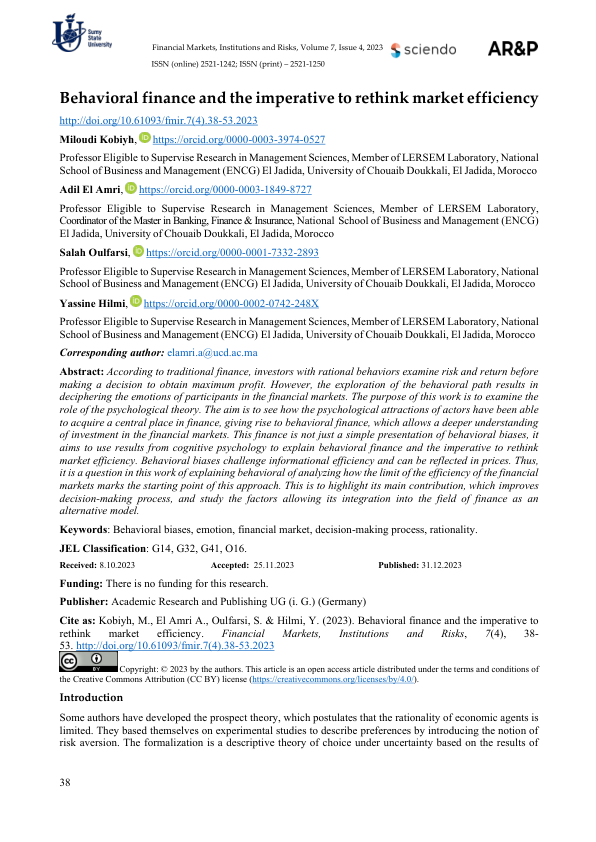 Sumy
State
University
Financial Markets, Institutions and Risks, Volume 7, Issue 4, 2023
sciendo
AR&P
ISSN (online) 2521-1242; ISSN (print) – 2521-1250
Behavioral finance and the imperative to rethink market efficiency
http://doi.org/10.61093/fmir.7(4).38-53.2023
Miloudi Kobiyh, iD https://orcid.org/0000-0003-3974-0527
Professor Eligible to Supervise Research in Management Sciences, Member of LERSEM Laboratory, National
School of Business and Management (ENCG) El Jadida, University of Chouaib Doukkali, El Jadida, Morocco
Adil El Amri, iD https://orcid.org/0000-0003-1849-8727
Professor Eligible to Supervise Research in Management Sciences, Member of LERSEM Laboratory,
Coordinator of the Master in Banking, Finance & Insurance, National School of Business and Management (ENCG)
El Jadida, University of Chouaib Doukkali, El Jadida, Morocco
Salah Oulfarsi, iD https://orcid.org/0000-0001-7332-2893
Professor Eligible to Supervise Research in Management Sciences, Member of LERSEM Laboratory, National
School of Business and Management (ENCG) El Jadida, University of Chouaib Doukkali, El Jadida, Morocco
Yassine Hilmi, iD https://orcid.org/0000-0002-0742-248X
Professor Eligible to Supervise Research in Management Sciences, Member of LERSEM Laboratory, National
School of Business and Management (ENCG) El Jadida, University of Chouaib Doukkali, El Jadida, Morocco
Corresponding author: elamri.a@ucd.ac.ma
Abstract: According to traditional finance, investors with rational behaviors examine risk and return before
making a decision to obtain maximum profit. However, the exploration of the behavioral path results in
deciphering the emotions of participants in the financial markets. The purpose of this work is to examine the
role of the psychological theory. The aim is to see how the psychological attractions of actors have been able
to acquire a central place in finance, giving rise to behavioral finance, which allows a deeper understanding
of investment in the financial markets. This finance is not just a simple presentation of behavioral biases, it
aims to use results from cognitive psychology to explain behavioral finance and the imperative to rethink
market efficiency. Behavioral biases challenge informational efficiency and can be reflected in prices. Thus,
it is a question in this work of explaining behavioral of analyzing how the limit of the efficiency of the financial
markets marks the starting point of this approach. This is to highlight its main contribution, which improves
decision-making process, and study the factors allowing its integration into the field of finance as an
alternative model.
Keywords: Behavioral biases, emotion, financial market, decision-making process, rationality.
JEL Classification: G14, G32, G41, O16.
Received: 8.10.2023 Accepted: 25.11.2023 Published: 31.12.2023
Funding: There is no funding for this research.
Publisher: Academic Research and Publishing UG (i. G.) (Germany)
Cite as: Kobiyh, M., El Amri A., Oulfarsi, S. & Hilmi, Y. (2023). Behavioral finance and the imperative to
rethink market efficiency. Financial Markets, Institutions and Risks, 7(4), 38-
53. http://doi.org/10.61093/fmir.7(4).38-53.2023
cc BY Copyright: © 2023 by the authors. This article is an open access article distributed under the terms and conditions of
the Creative Commons Attribution (CC BY) license (https://creativecommons.org/licenses/by/4.0/).
Introduction
Some authors have developed the prospect theory, which postulates that the rationality of economic agents is
limited. They based themselves on experimental studies to describe preferences by introducing the notion of
risk aversion. The formalization is a descriptive theory of choice under uncertainty based on the results of
38